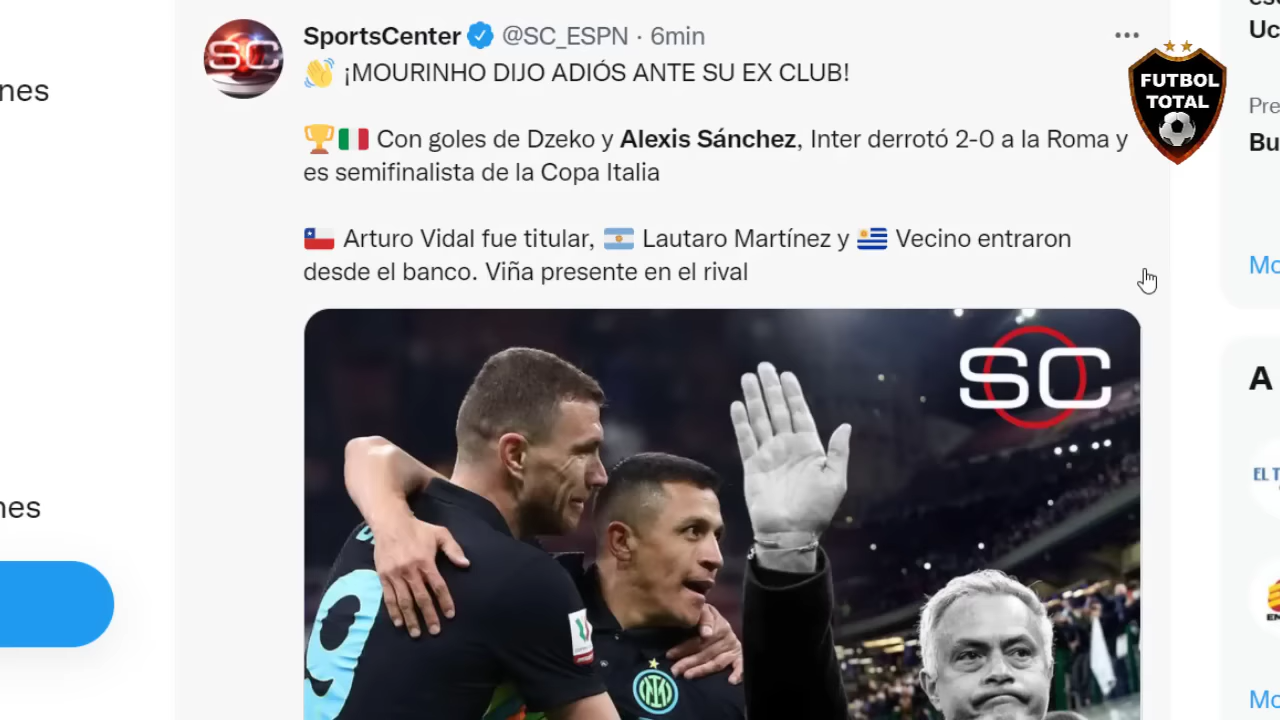 nes
nes
SC
SportsCenter @SC_ESPN · 6min
¡MOURINHO DIJO ADIÓS ANTE SU EX CLUB!
Con goles de Dzeko y Alexis Sánchez, Inter derrotó 2-0 a la Roma y
es semifinalista de la Copa Italia
Arturo Vidal fue titular, Lautaro Martínez y Vecino entraron
desde el banco. Viña presente en el rival
SC
9
FUTBOL
TOTAL
Uc
Pre
Bu
Mo
A
EL T
Mo